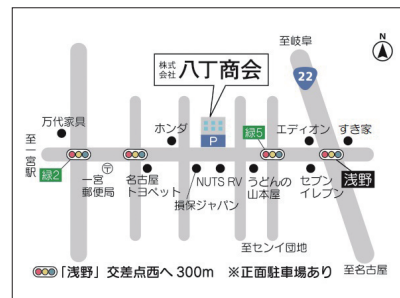 至岐阜
N
株式
会社 八丁商会
22
万代家具
ホンダ
P
緑5
エディオン
すき家
至一宮駅
緑2
一宮
郵便局
〒
名古屋
トヨペット
損保ジャパン
NUTS RV
うどんの
山本屋
セブン
イレブン
浅野
至センイ団地
至名古屋
「浅野」交差点西へ300m ※正面駐車場あり